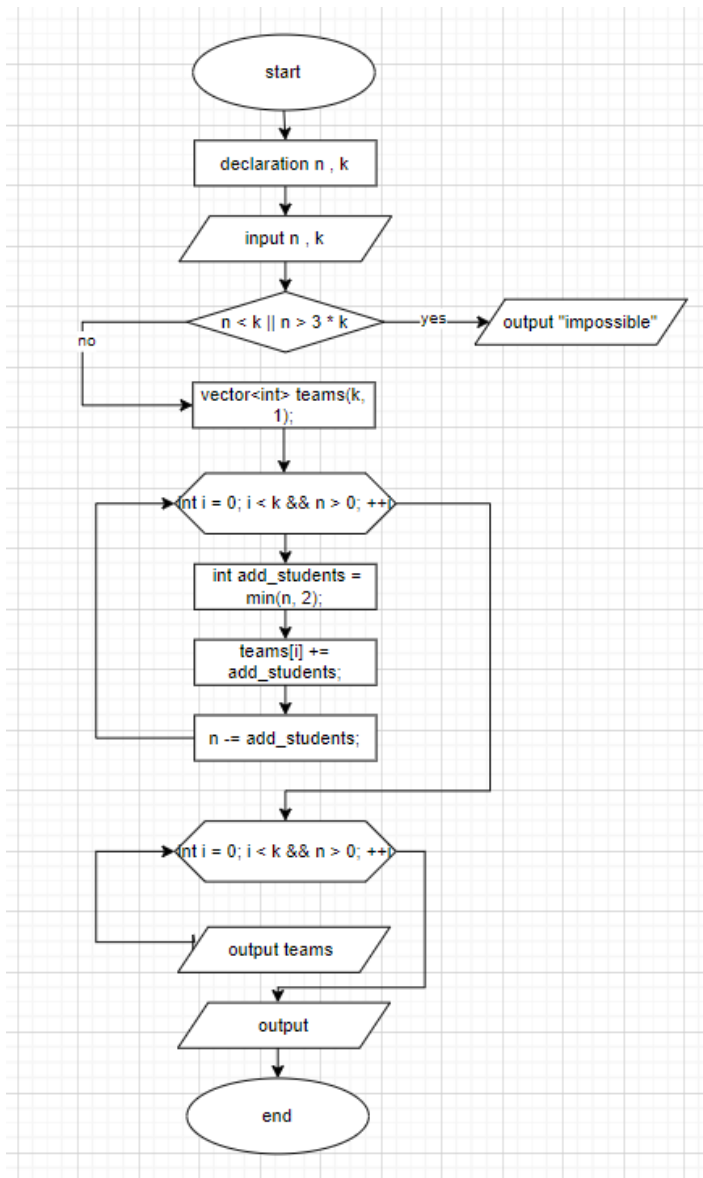 start
declaration n , k
input n , k
n < k || n > 3 * k
yes
output "impossible"
no
vector<int> teams(k,
1);
int i = 0; i < k && n > 0; ++i
int add_students =
min(n, 2);
teams[i] +=
add_students;
n -= add_students;
int i = 0; i < k && n > 0; ++i
output teams
output
end